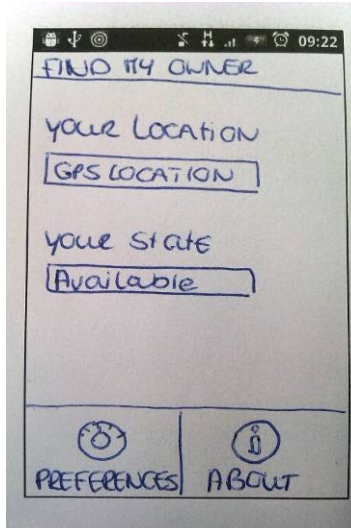 09:22
FIND MY OWNER
YOUR LOCATION
GPS LOCATION
YOUR StatE
Available
PREFERENCES
ABOUT